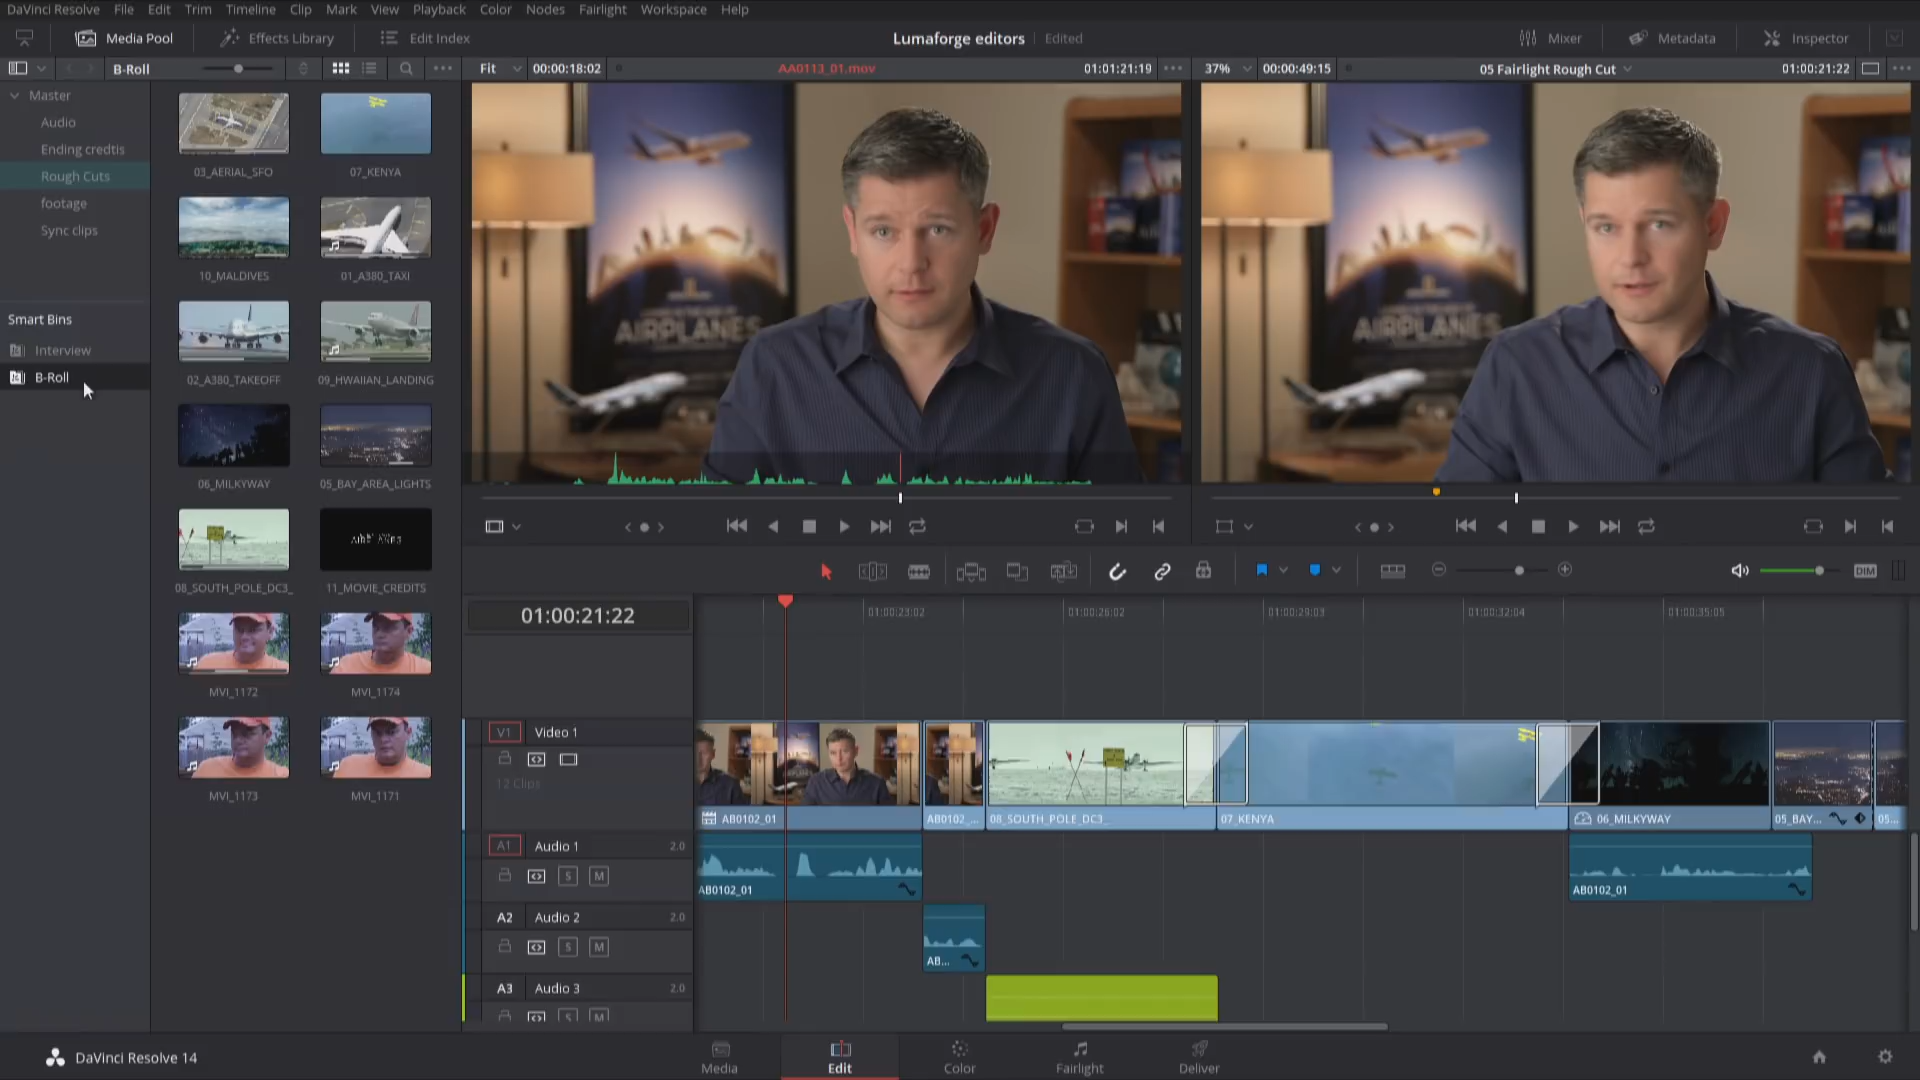 DaVinci Resolve File Edit Trim Timeline Clip Mark View Playback Color Nodes Fairlight Workspace Help
Media Pool Effects Library Edit Index Lumaforge editors Edited Mixer Metadata Inspector
B-Roll Fit 00:00:18:02 AA0113_01.mov 01:01:21:19 37% 00:00:49:15 05 Fairlight Rough Cut 01:00:21:22
Master
Audio
Ending credtis
Rough Cuts
footage
Sync clips
Smart Bins
Interview
B-Roll
03_AERIAL_SFO 07_KENYA
10_MALDIVES 01_A380_TAXI
02_A380_TAKEOFF 09_HWAIIAN_LANDING
06_MILKYWAY 05_BAY_AREA_LIGHTS
08_SOUTH_POLE_DC3_ 11_MOVIE_CREDITS
MVI_1172 MVI_1174
MVI_1173 MVI_1171
AIRPLANES
AIRPLANES
DIM
01:00:21:22
01:00:23:02 01:00:26:02 01:00:29:03 01:00:32:04 01:00:35:05
V1 Video 1
12 Clips
AB0102_01 AB0102_... 08_SOUTH_POLE_DC3_ 07_KENYA 06_MILKYWAY 05_BAY... 05...
A1 Audio 1 2.0
S M
AB0102_01 AB0102_01
A2 Audio 2 2.0
S M
AB...
A3 Audio 3 2.0
S M
DaVinci Resolve 14
Media Edit Color Fairlight Deliver